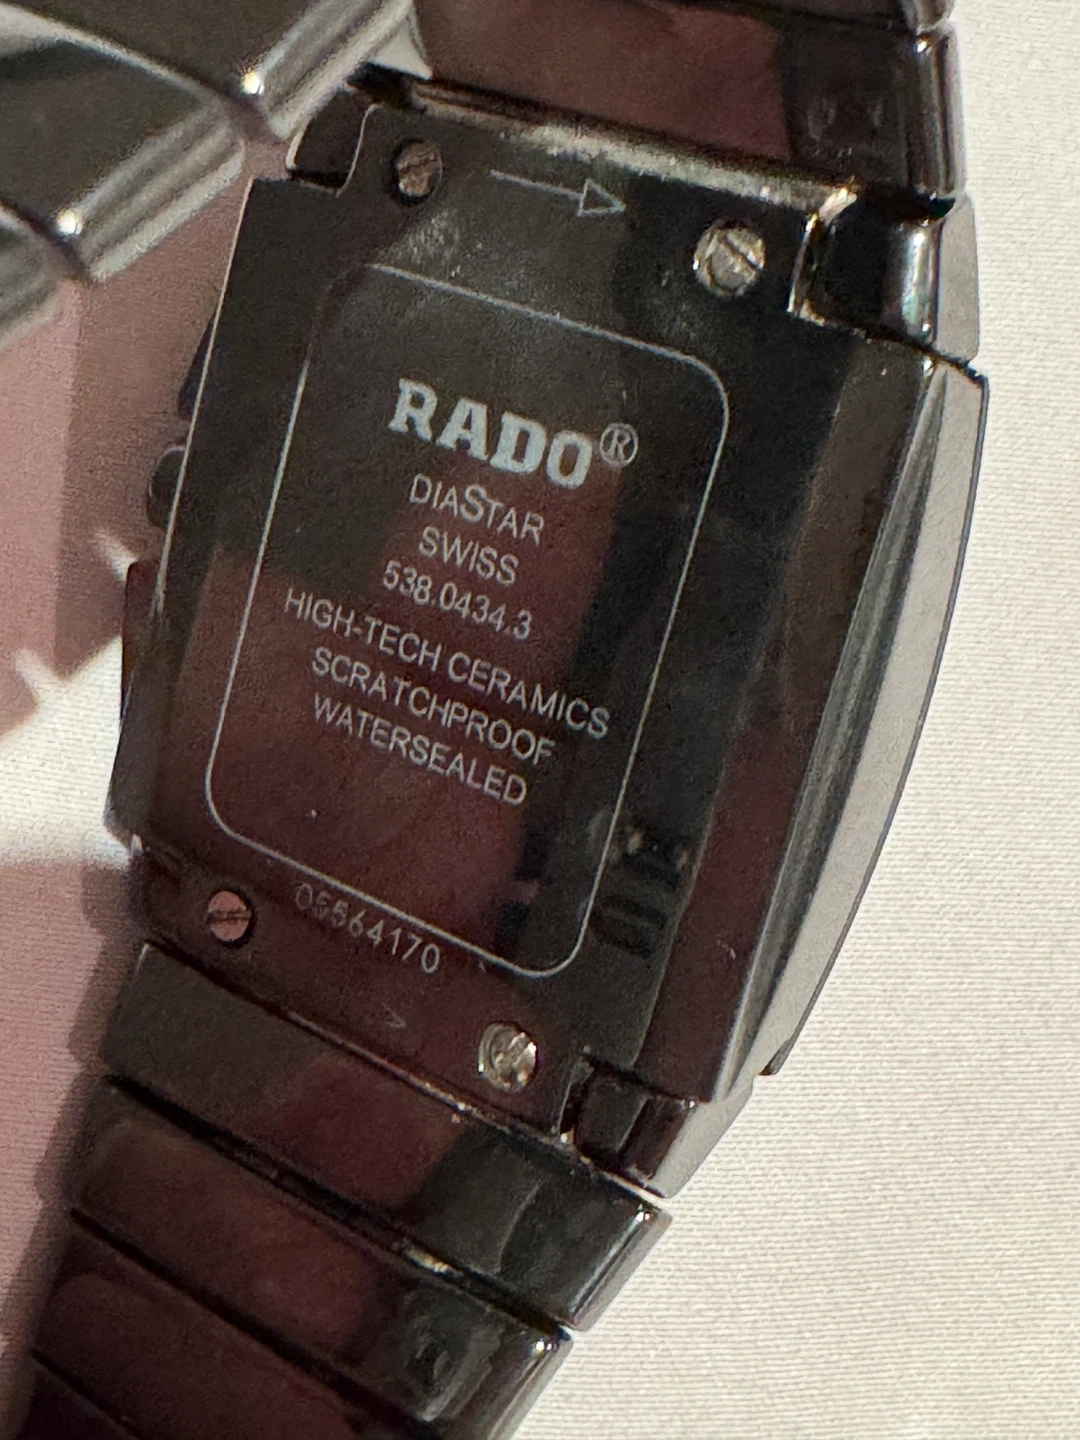 RADO®
DIASTAR
SWISS
538.0434.3
HIGH-TECH CERAMICS
SCRATCHPROOF
WATERSEALED
05564170